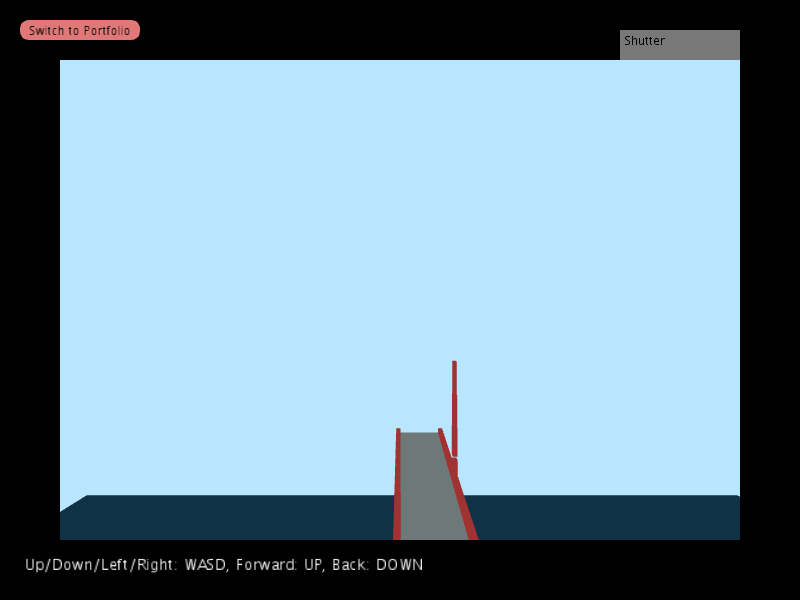 Switch to Portfolio
Shutter
Up/Down/Left/Right: WASD, Forward: UP, Back: DOWN